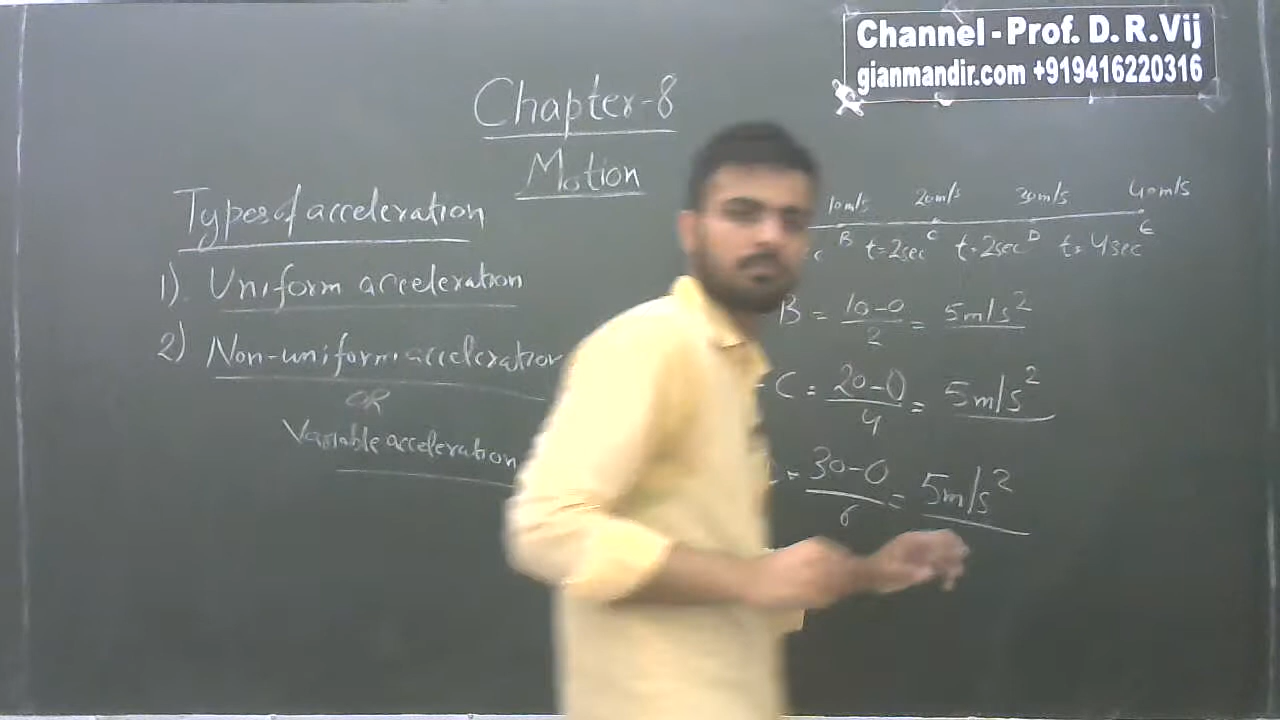 Channel - Prof. D. R. Vij
gianmandir.com +919416220316
Chapter-8
Motion
Types of acceleration
1). Uniform acceleration
2) Non-uniform acceleration
OR
Variable acceleration
10m/s 20m/s 30m/s 40m/s
B C D E
c t=2sec t=2sec t=4sec
B = 10-0/2 = 5m/s²
C = 20-0/4 = 5m/s²
= 30-0/6 = 5m/s²